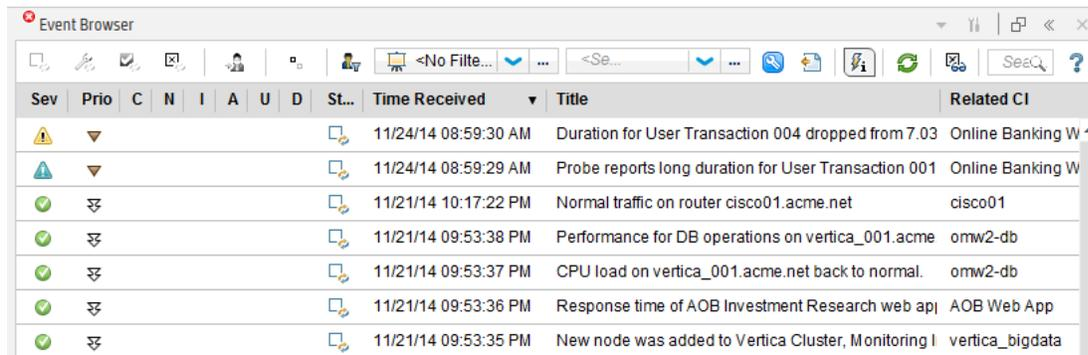 Event Browser
<No Filte... ... <Se... ... Sea
Sev Prio C N I A U D St... Time Received Title Related CI
11/24/14 08:59:30 AM Duration for User Transaction 004 dropped from 7.03 Online Banking W
11/24/14 08:59:29 AM Probe reports long duration for User Transaction 001 Online Banking W
11/21/14 10:17:22 PM Normal traffic on router cisco01.acme.net cisco01
11/21/14 09:53:38 PM Performance for DB operations on vertica_001.acme omw2-db
11/21/14 09:53:37 PM CPU load on vertica_001.acme.net back to normal. omw2-db
11/21/14 09:53:36 PM Response time of AOB Investment Research web app AOB Web App
11/21/14 09:53:35 PM New node was added to Vertica Cluster, Monitoring I vertica_bigdata